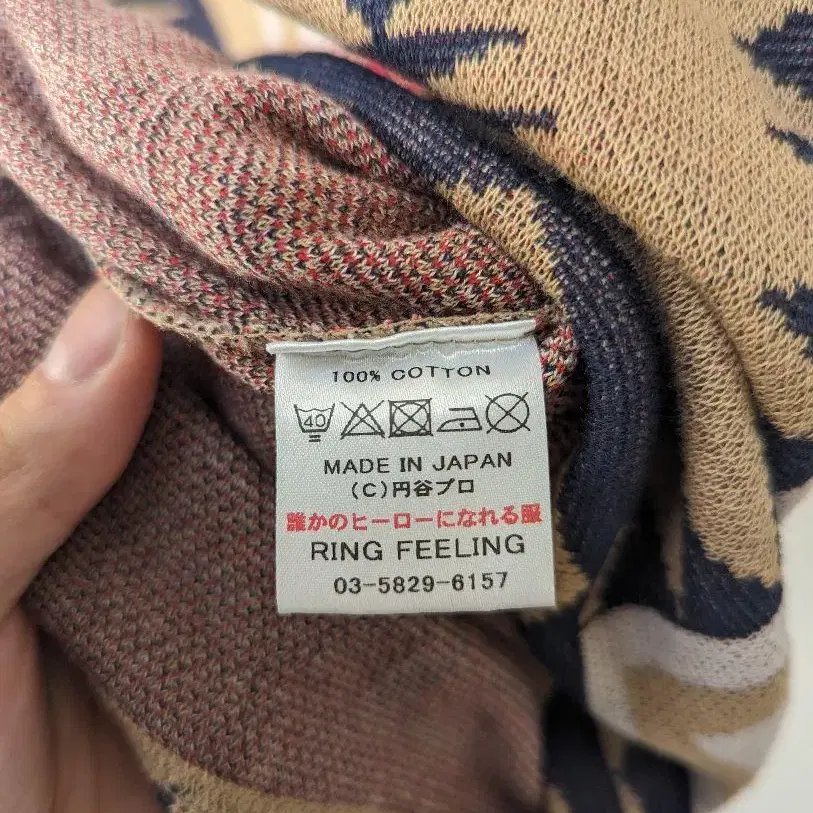 100% COTTON
40
MADE IN JAPAN
(C)円谷プロ
誰かのヒーローになれる服
RING FEELING
03-5829-6157